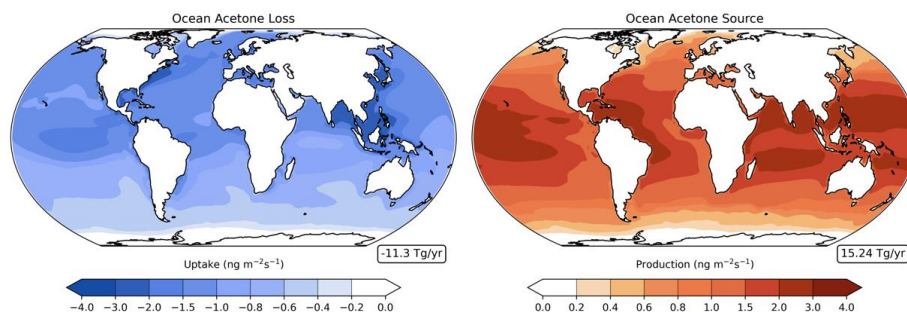 Ocean Acetone Loss
-11.3 Tg/yr
Uptake (ng m⁻²s⁻¹)
−4.0 −2.0 −1.5 −1.0 −0.8 −0.6 −0.4 −0.2 0.0
Ocean Acetone Source
15.24 Tg/yr
Production (ng m⁻²s⁻¹)
0.0 0.2 0.4 0.6 0.8 1.0 1.5 2.0 3.0 4.0